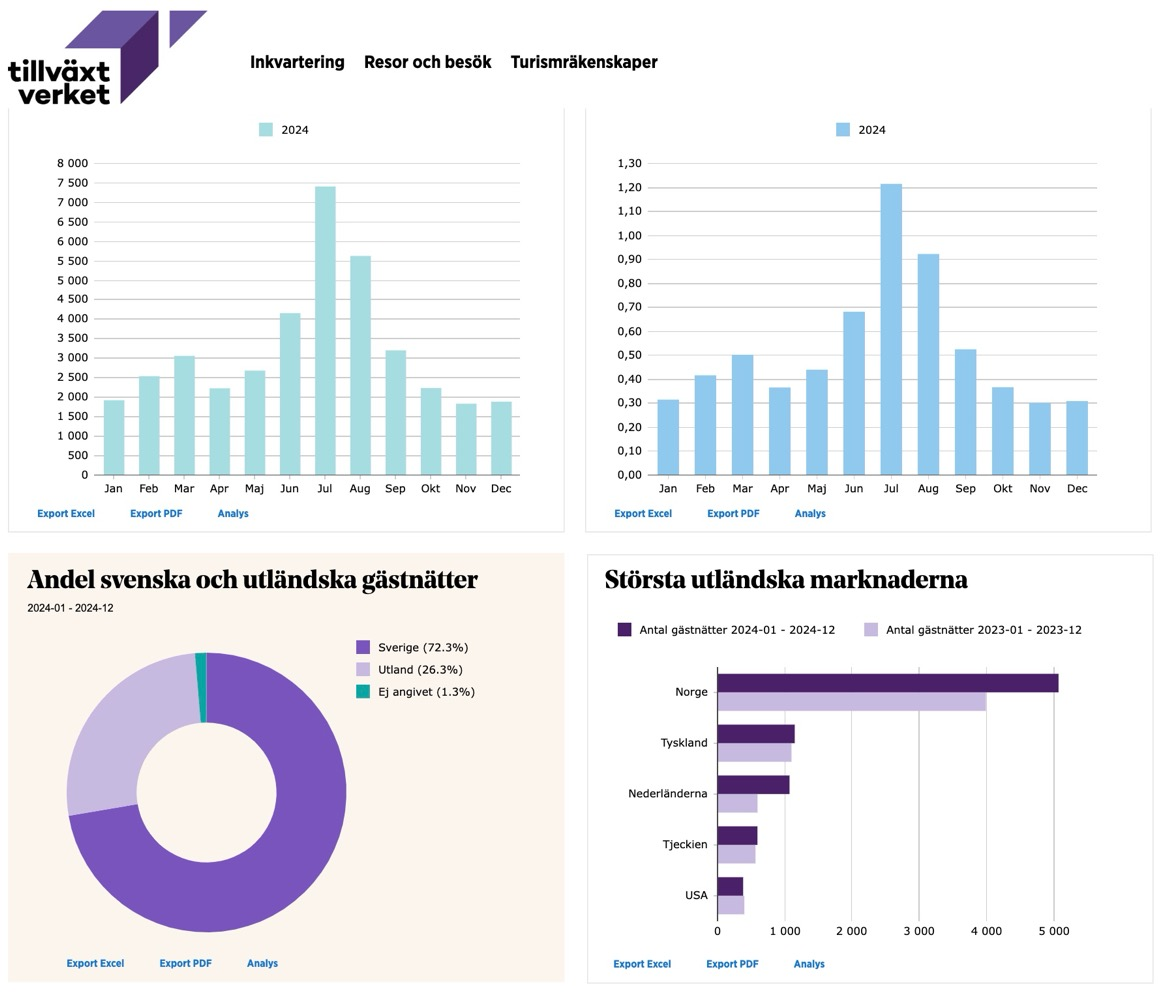 tillväxt
verket
Inkvartering Resor och besök Turismräkenskaper
2024
8 000
7 500
7 000
6 500
6 000
5 500
5 000
4 500
4 000
3 500
3 000
2 500
2 000
1 500
1 000
500
0
Jan Feb Mar Apr Maj Jun Jul Aug Sep Okt Nov Dec
Export Excel Export PDF Analys
2024
1,30
1,20
1,10
1,00
0,90
0,80
0,70
0,60
0,50
0,40
0,30
0,20
0,10
0,00
Jan Feb Mar Apr Maj Jun Jul Aug Sep Okt Nov Dec
Export Excel Export PDF Analys
Andel svenska och utländska gästnätter
2024-01 - 2024-12
Sverige (72.3%)
Utland (26.3%)
Ej angivet (1.3%)
Export Excel Export PDF Analys
Största utländska marknaderna
Antal gästnätter 2024-01 - 2024-12 Antal gästnätter 2023-01 - 2023-12
Norge
Tyskland
Nederländerna
Tjeckien
USA
0 1 000 2 000 3 000 4 000 5 000
Export Excel Export PDF Analys